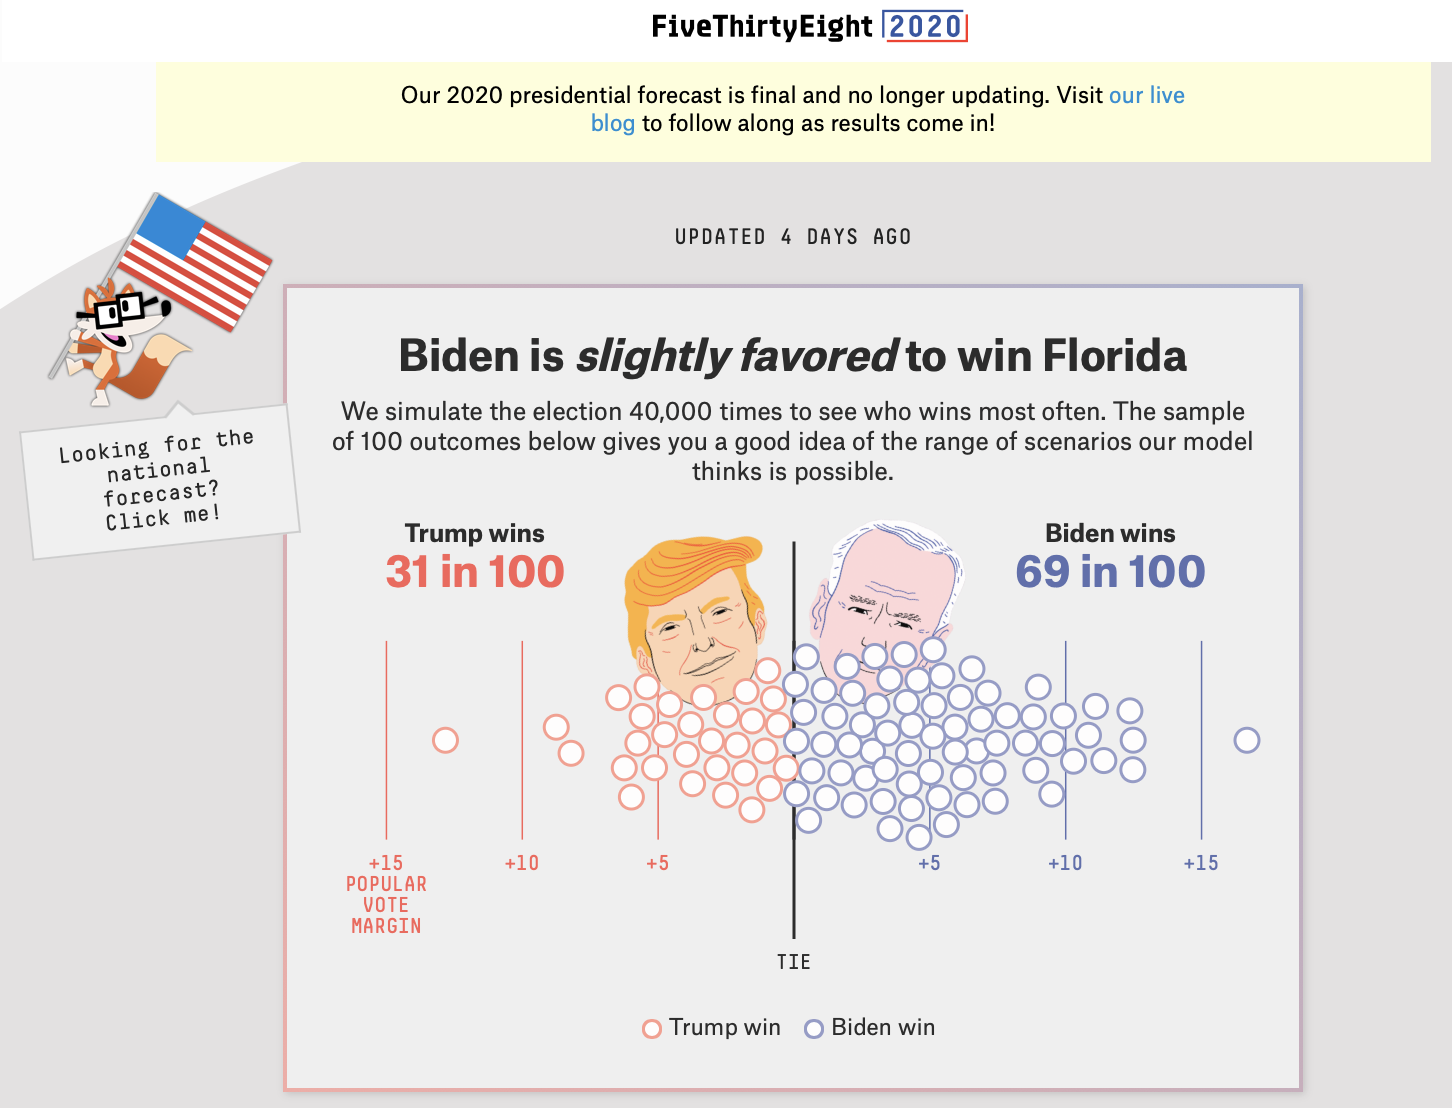 FiveThirtyEight 2020
Our 2020 presidential forecast is final and no longer updating. Visit our live
blog to follow along as results come in!
UPDATED 4 DAYS AGO
Looking for the
national
forecast?
Click me!
Biden is slightly favored to win Florida
We simulate the election 40,000 times to see who wins most often. The sample
of 100 outcomes below gives you a good idea of the range of scenarios our model
thinks is possible.
Trump wins
31 in 100
Biden wins
69 in 100
+15 +10 +5 +5 +10 +15
POPULAR
VOTE
MARGIN
TIE
Trump win Biden win